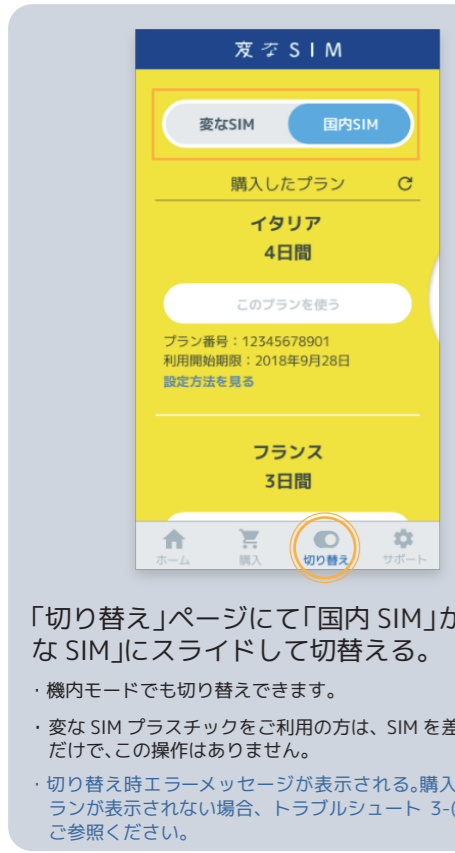 変なSIM
変なSIM 国内SIM
購入したプラン
イタリア
4日間
このプランを使う
プラン番号：12345678901
利用開始期限：2018年9月28日
設定方法を見る
フランス
3日間
ホーム 購入 切り替え サポート
「切り替え」ページにて「国内 SIM」か
な SIM」にスライドして切替える。
・機内モードでも切り替えできます。
・変な SIM プラスチックをご利用の方は、SIM を差
だけで、この操作はありません。
・切り替え時エラーメッセージが表示される。購入
ランが表示されない場合、トラブルシュート 3-(
ご参照ください。